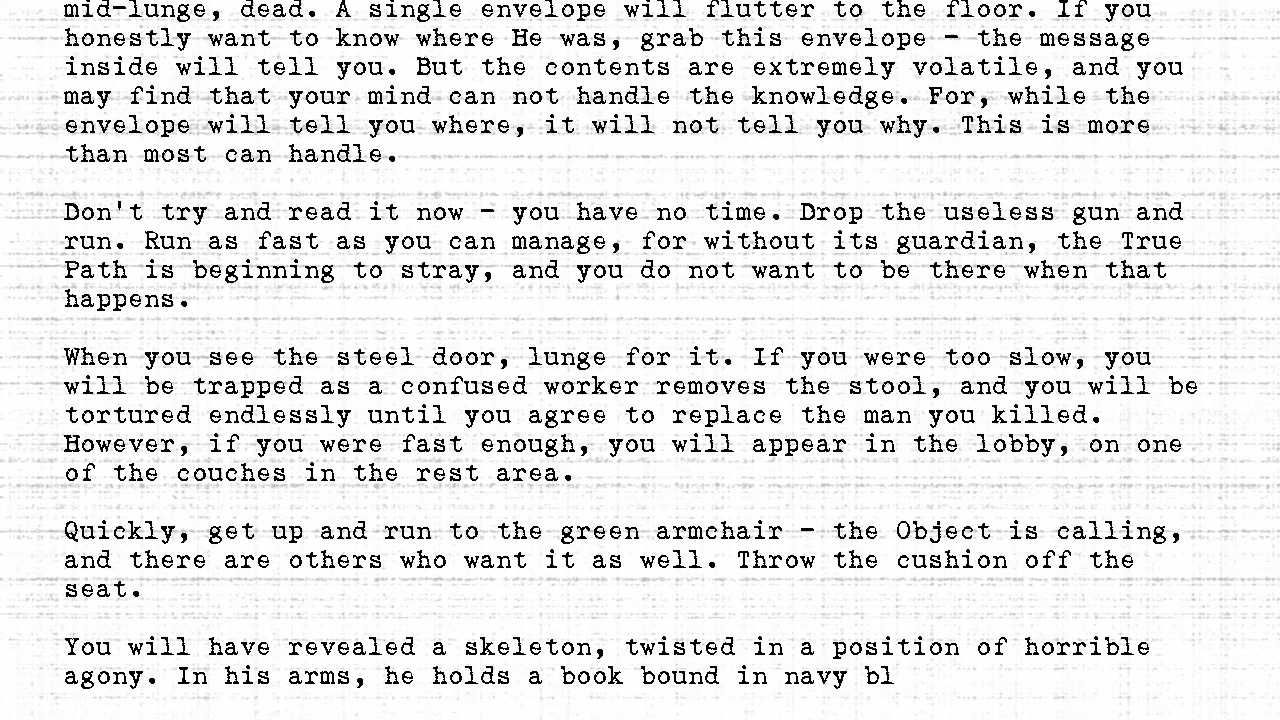 mid-lunge, dead. A single envelope will flutter to the floor. If you
honestly want to know where He was, grab this envelope - the message
inside will tell you. But the contents are extremely volatile, and you
may find that your mind can not handle the knowledge. For, while the
envelope will tell you where, it will not tell you why. This is more
than most can handle.
Don't try and read it now - you have no time. Drop the useless gun and
run. Run as fast as you can manage, for without its guardian, the True
Path is beginning to stray, and you do not want to be there when that
happens.
When you see the steel door, lunge for it. If you were too slow, you
will be trapped as a confused worker removes the stool, and you will be
tortured endlessly until you agree to replace the man you killed.
However, if you were fast enough, you will appear in the lobby, on one
of the couches in the rest area.
Quickly, get up and run to the green armchair - the Object is calling,
and there are others who want it as well. Throw the cushion off the
seat.
You will have revealed a skeleton, twisted in a position of horrible
agony. In his arms, he holds a book bound in navy bl